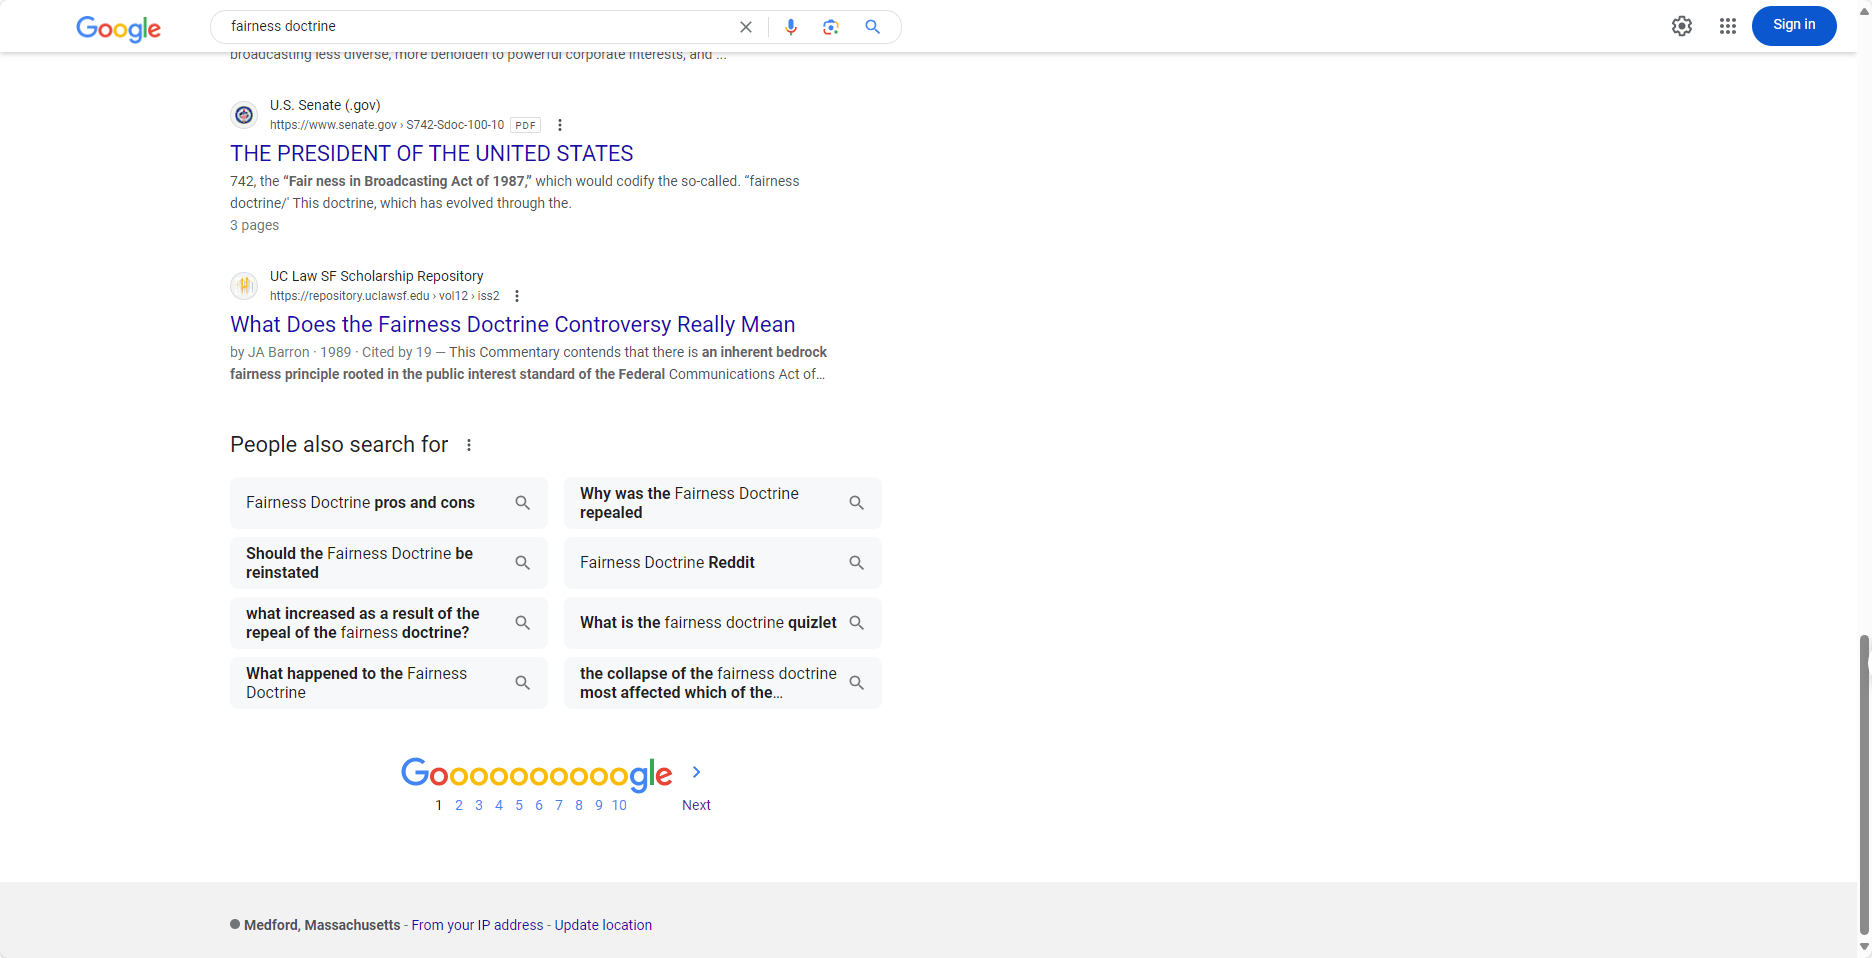 Google
fairness doctrine
Sign in
broadcasting less diverse, more beholden to powerful corporate interests, and ...
U.S. Senate (.gov)
https://www.senate.gov › S742-Sdoc-100-10 PDF
THE PRESIDENT OF THE UNITED STATES
742, the “Fair ness in Broadcasting Act of 1987,” which would codify the so-called. “fairness
doctrine/' This doctrine, which has evolved through the.
3 pages
UC Law SF Scholarship Repository
https://repository.uclawsf.edu › vol12 › iss2
What Does the Fairness Doctrine Controversy Really Mean
by JA Barron · 1989 · Cited by 19 — This Commentary contends that there is an inherent bedrock
fairness principle rooted in the public interest standard of the Federal Communications Act of...
People also search for
Fairness Doctrine pros and cons
Why was the Fairness Doctrine
repealed
Should the Fairness Doctrine be
reinstated
Fairness Doctrine Reddit
what increased as a result of the
repeal of the fairness doctrine?
What is the fairness doctrine quizlet
What happened to the Fairness
Doctrine
the collapse of the fairness doctrine
most affected which of the...
Goooooooooogle
1 2 3 4 5 6 7 8 9 10 Next
Medford, Massachusetts - From your IP address - Update location